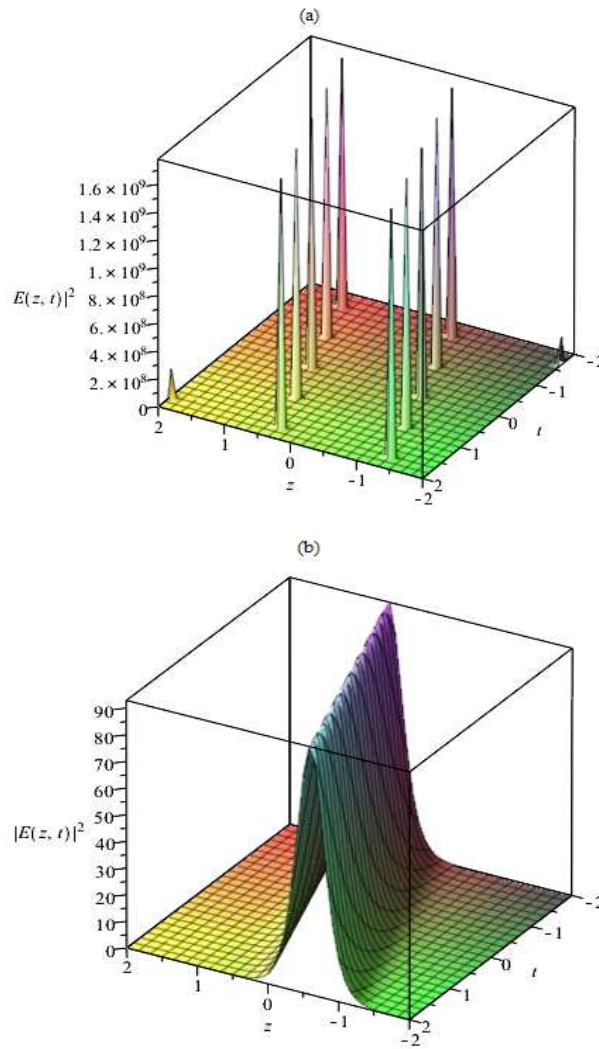 (a)
1.6 × 10⁹
1.4 × 10⁹
1.2 × 10⁹
1. × 10⁹
E(z, t)|²
8. × 10⁸
6. × 10⁸
4. × 10⁸
2. × 10⁸
0
2
1
0
z
-1
-2
2
1
0
t
-1
-2
(b)
90
80
70
60
50
|E(z, t)|²
40
30
20
10
0
2
1
0
z
-1
-2
2
1
0
t
-1
-2